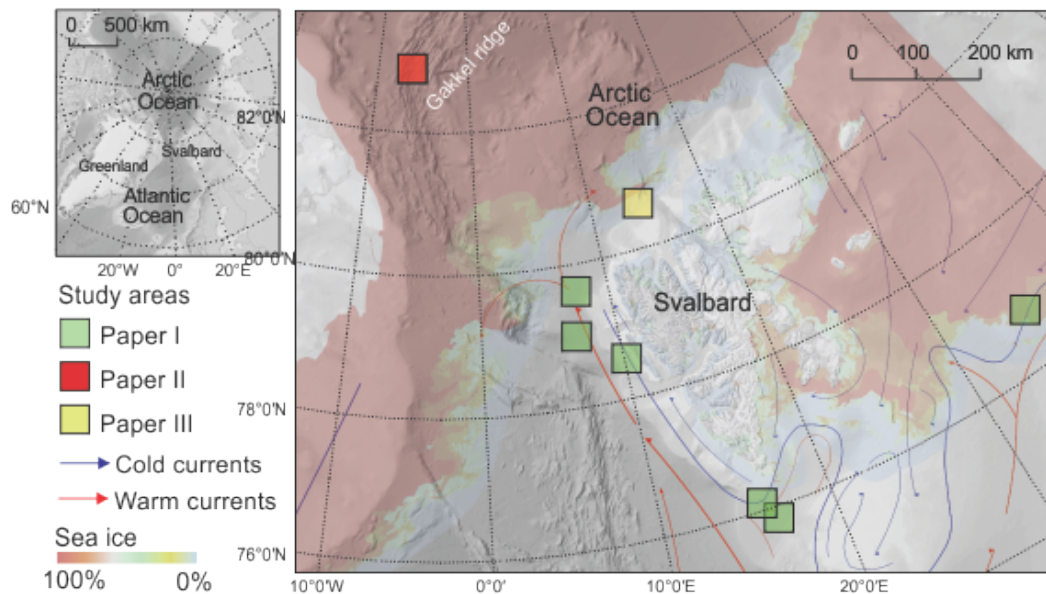 0 500 km
Arctic
Ocean
Svalbard
Greenland
Atlantic
Ocean
60°N
20°W 0° 20°E
Gakkel ridge
Arctic
Ocean
0 100 200 km
Svalbard
82°0'N
80°0'N
78°0'N
76°0'N
10°0'W 0°0' 10°0'E 20°0'E
Study areas
Paper I
Paper II
Paper III
Cold currents
Warm currents
Sea ice
100% 0%